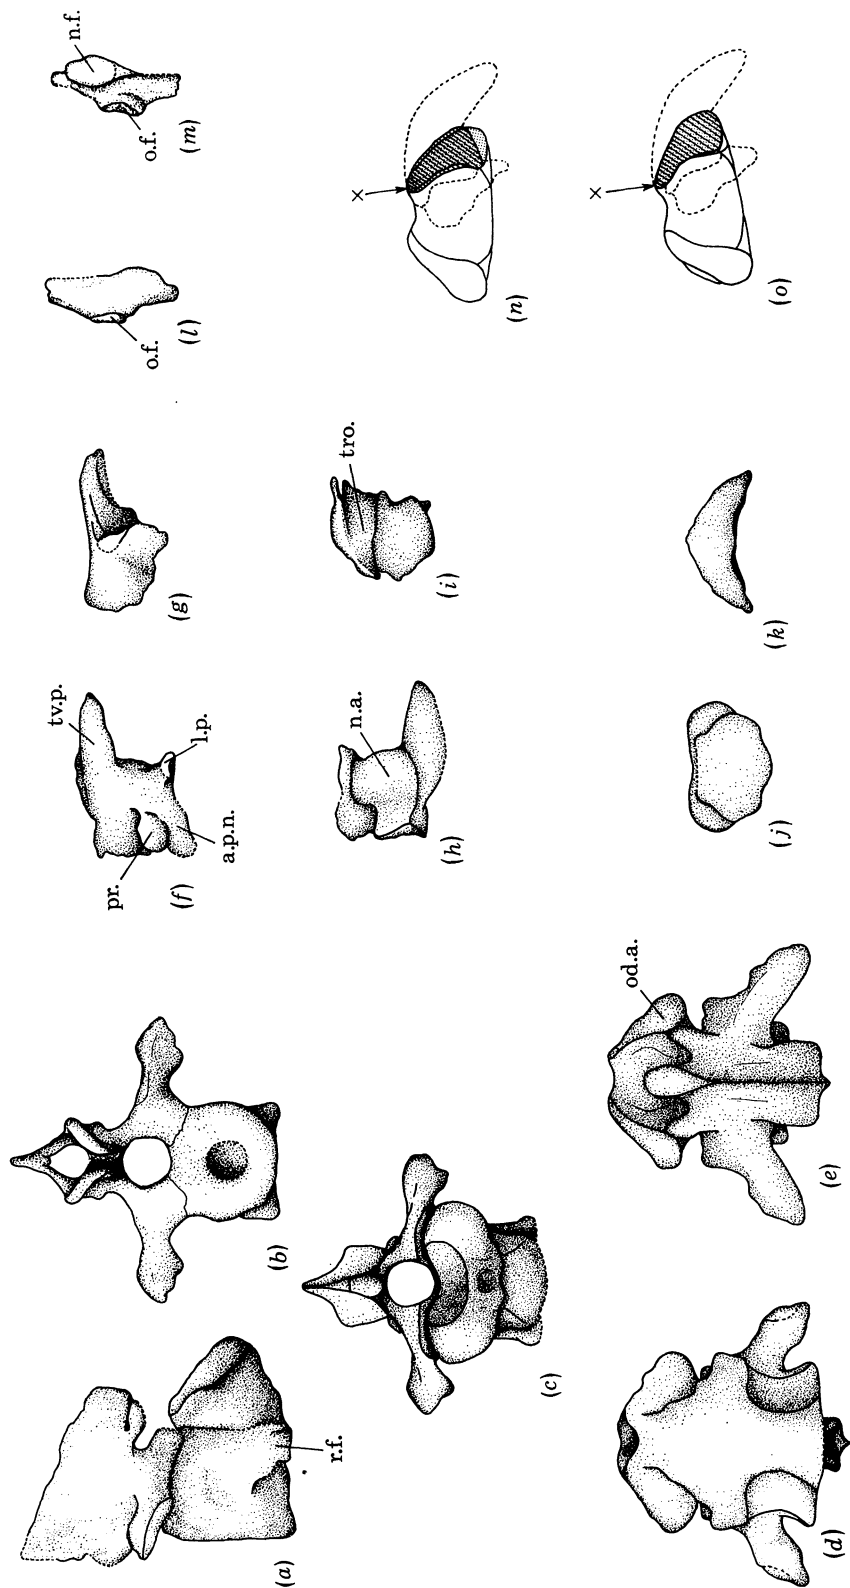 (a)
r.f.
(b)
(c)
(d)
(e)
od.a.
(f)
pr.
tv.p.
l.p.
a.p.n.
(g)
(h)
n.a.
(i)
tro.
(j)
(k)
(l)
o.f.
(m)
n.f.
o.f.
(n)
×
(o)
×